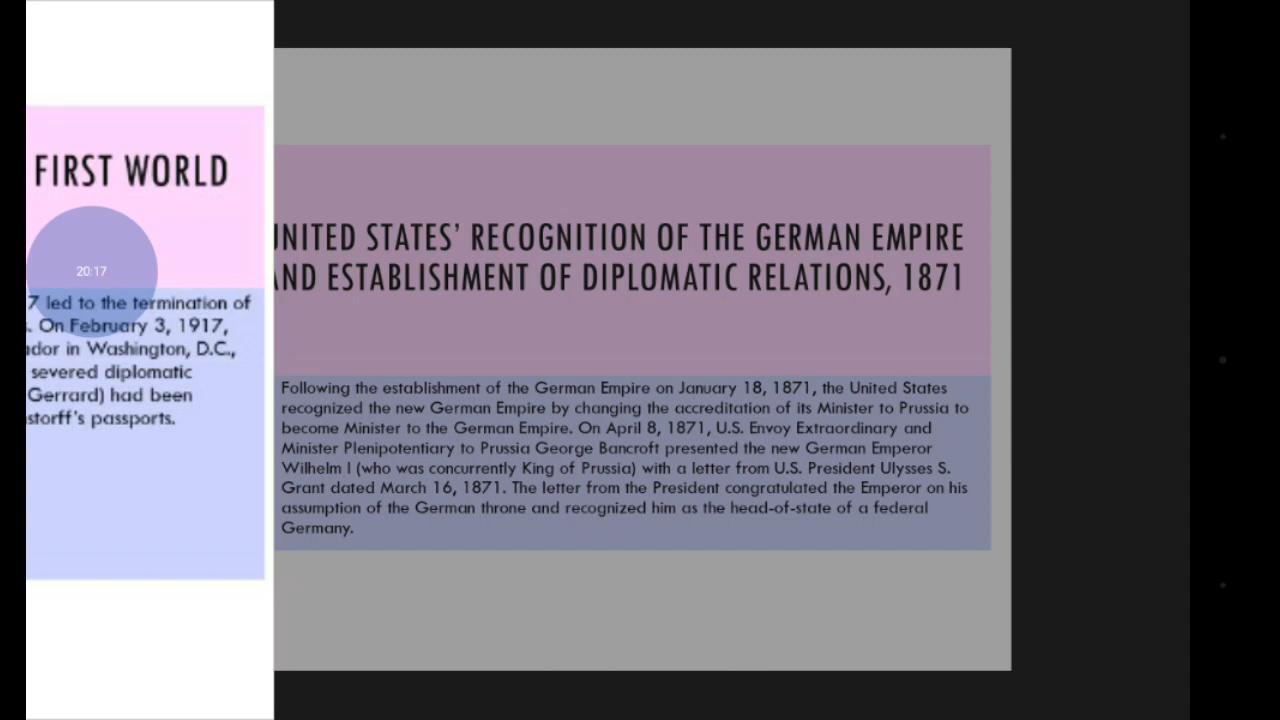 FIRST WORLD
20:17
7 led to the termination of
. On February 3, 1917,
in Washington, D.C.,
severed diplomatic
Gerrard) had been
passports.
UNITED STATES' RECOGNITION OF THE GERMAN EMPIRE
AND ESTABLISHMENT OF DIPLOMATIC RELATIONS, 1871
Following the establishment of the German Empire on January 18, 1871, the United States
recognized the new German Empire by changing the accreditation of its Minister to Prussia to
become Minister to the German Empire. On April 8, 1871, U.S. Envoy Extraordinary and
Minister Plenipotentiary to Prussia George Bancroft presented the new German Emperor
Wilhelm I (who was concurrently King of Prussia) with a letter from U.S. President Ulysses S.
Grant dated March 16, 1871. The letter from the President congratulated the Emperor on his
assumption of the German throne and recognized him as the head-of-state of a federal
Germany.